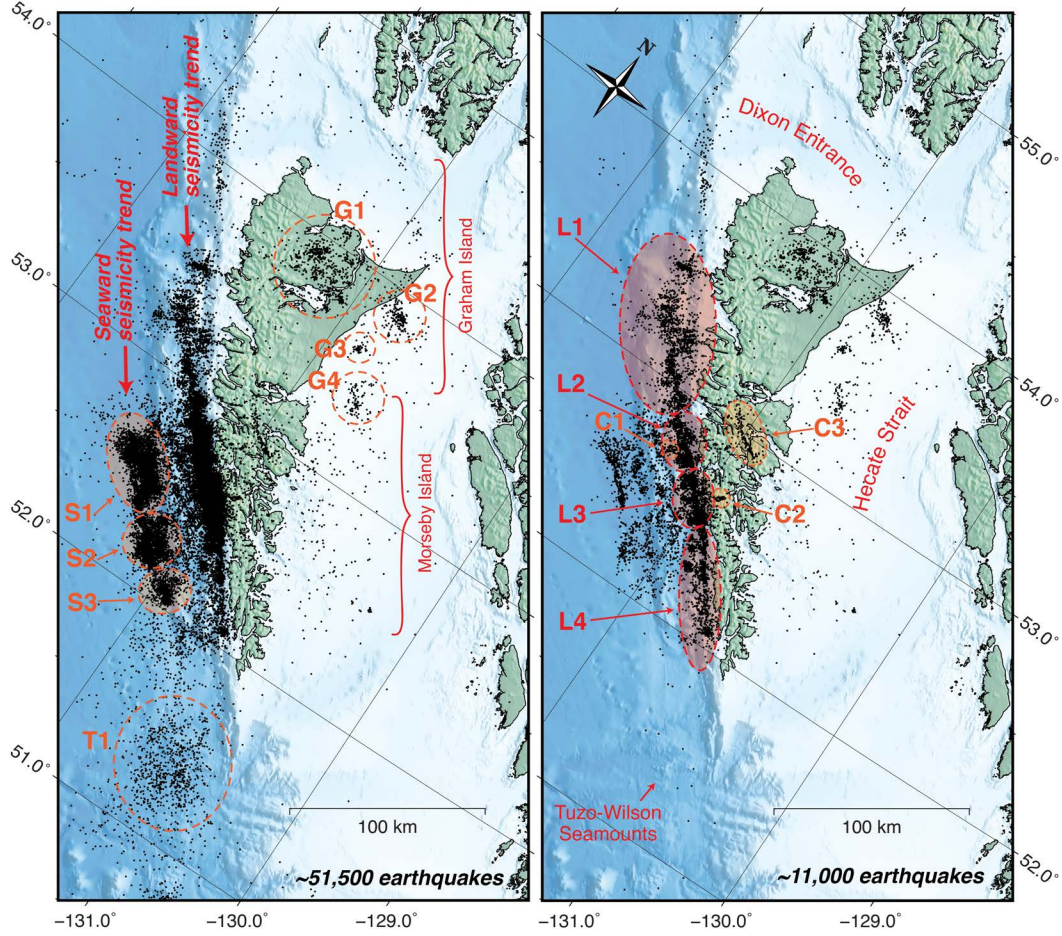 54.0°
53.0°
52.0°
51.0°
Landward
seismicity trend
Seaward
seismicity trend
G1
G2
G3
G4
Graham Island
Morseby Island
S1
S2
S3
T1
100 km
~51,500 earthquakes
−131.0°
−130.0°
−129.0°
N
Dixon Entrance
L1
L2
C1
C3
L3
C2
L4
Hecate Strait
Tuzo-Wilson
Seamounts
100 km
~11,000 earthquakes
55.0°
54.0°
53.0°
52.0°
−131.0°
−130.0°
−129.0°